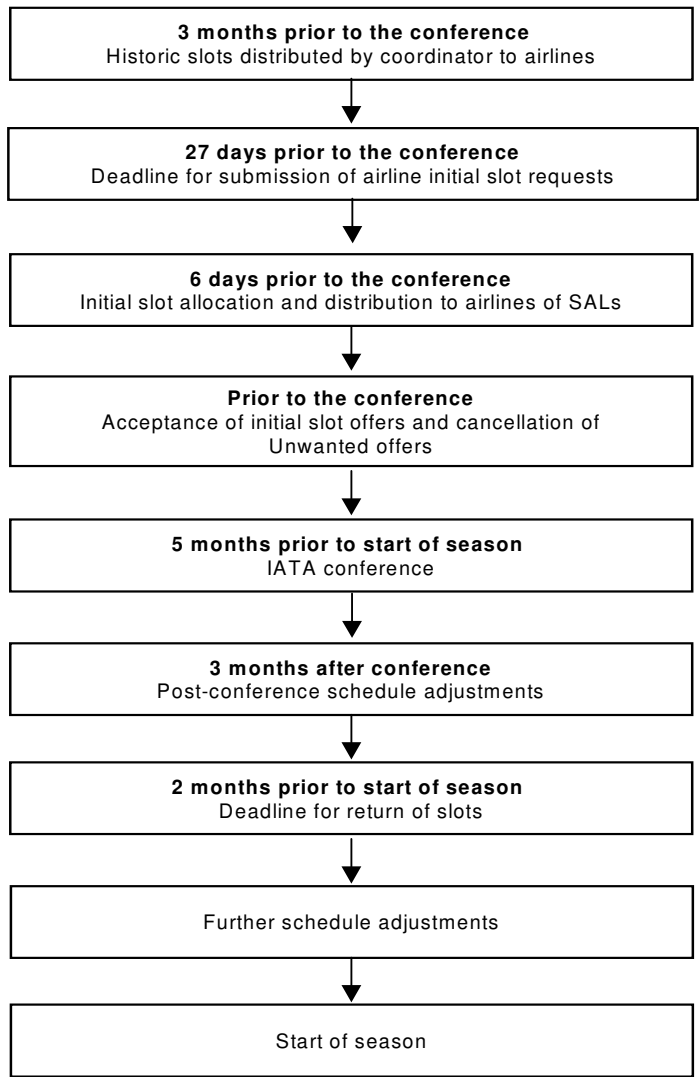 3 months prior to the conference
Historic slots distributed by coordinator to airlines
27 days prior to the conference
Deadline for submission of airline initial slot requests
6 days prior to the conference
Initial slot allocation and distribution to airlines of SALs
Prior to the conference
Acceptance of initial slot offers and cancellation of
Unwanted offers
5 months prior to start of season
IATA conference
3 months after conference
Post-conference schedule adjustments
2 months prior to start of season
Deadline for return of slots
Further schedule adjustments
Start of season